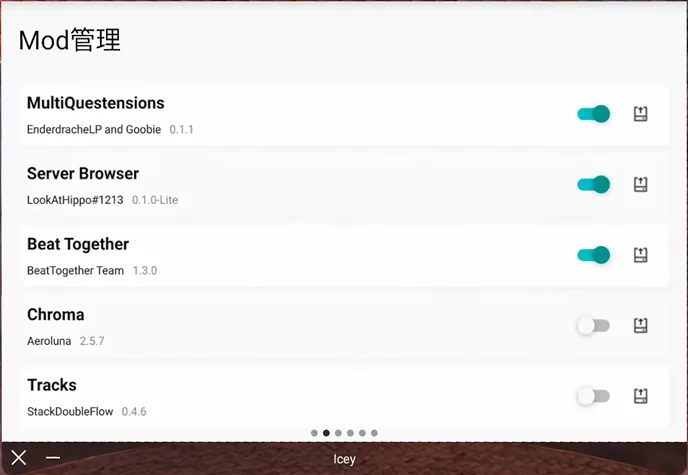 Mod管理
MultiQuestensions
EnderdracheLP and Goobie 0.1.1
Server Browser
LookAtHippo#1213 0.1.0-Lite
Beat Together
BeatTogether Team 1.3.0
Chroma
Aeroluna 2.5.7
Tracks
StackDoubleFlow 0.4.6
Icey